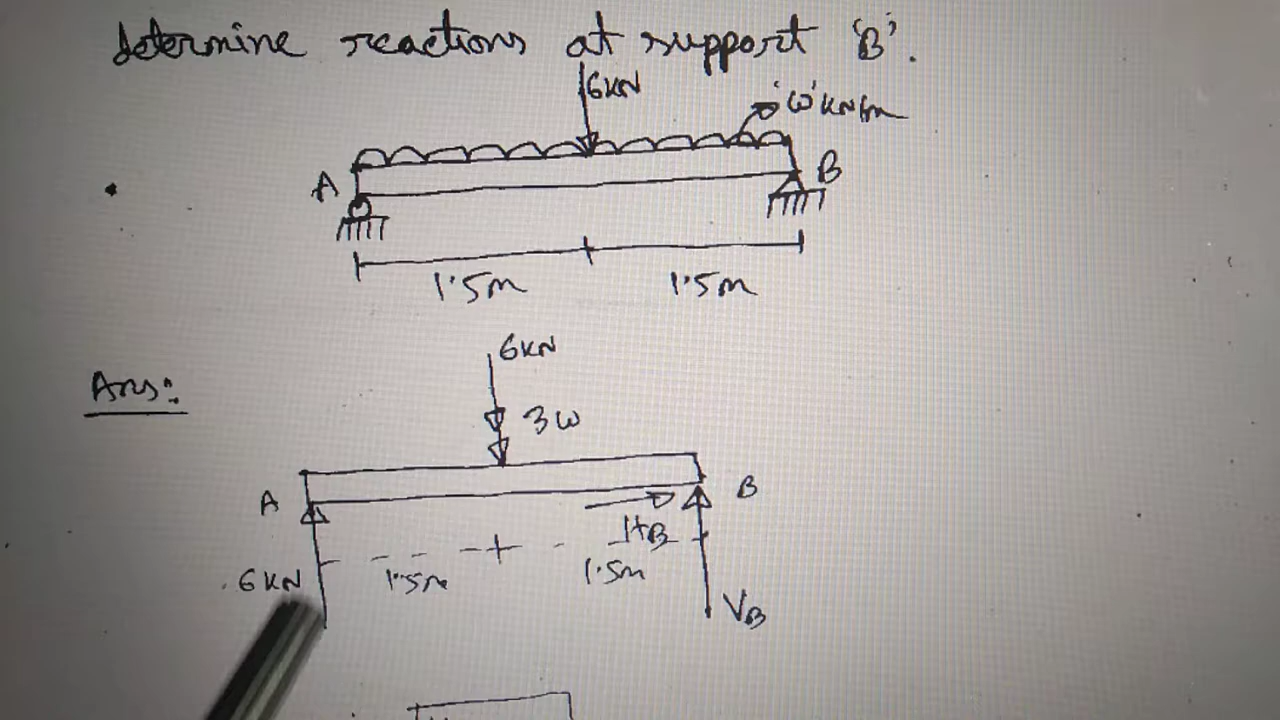 determine reactions at support 'B'.
6KN
'ω' KN/m
A
B
1.5m
1.5m
Ans:
6KN
3ω
A
B
HB
6KN
1.5m
1.5m
VB